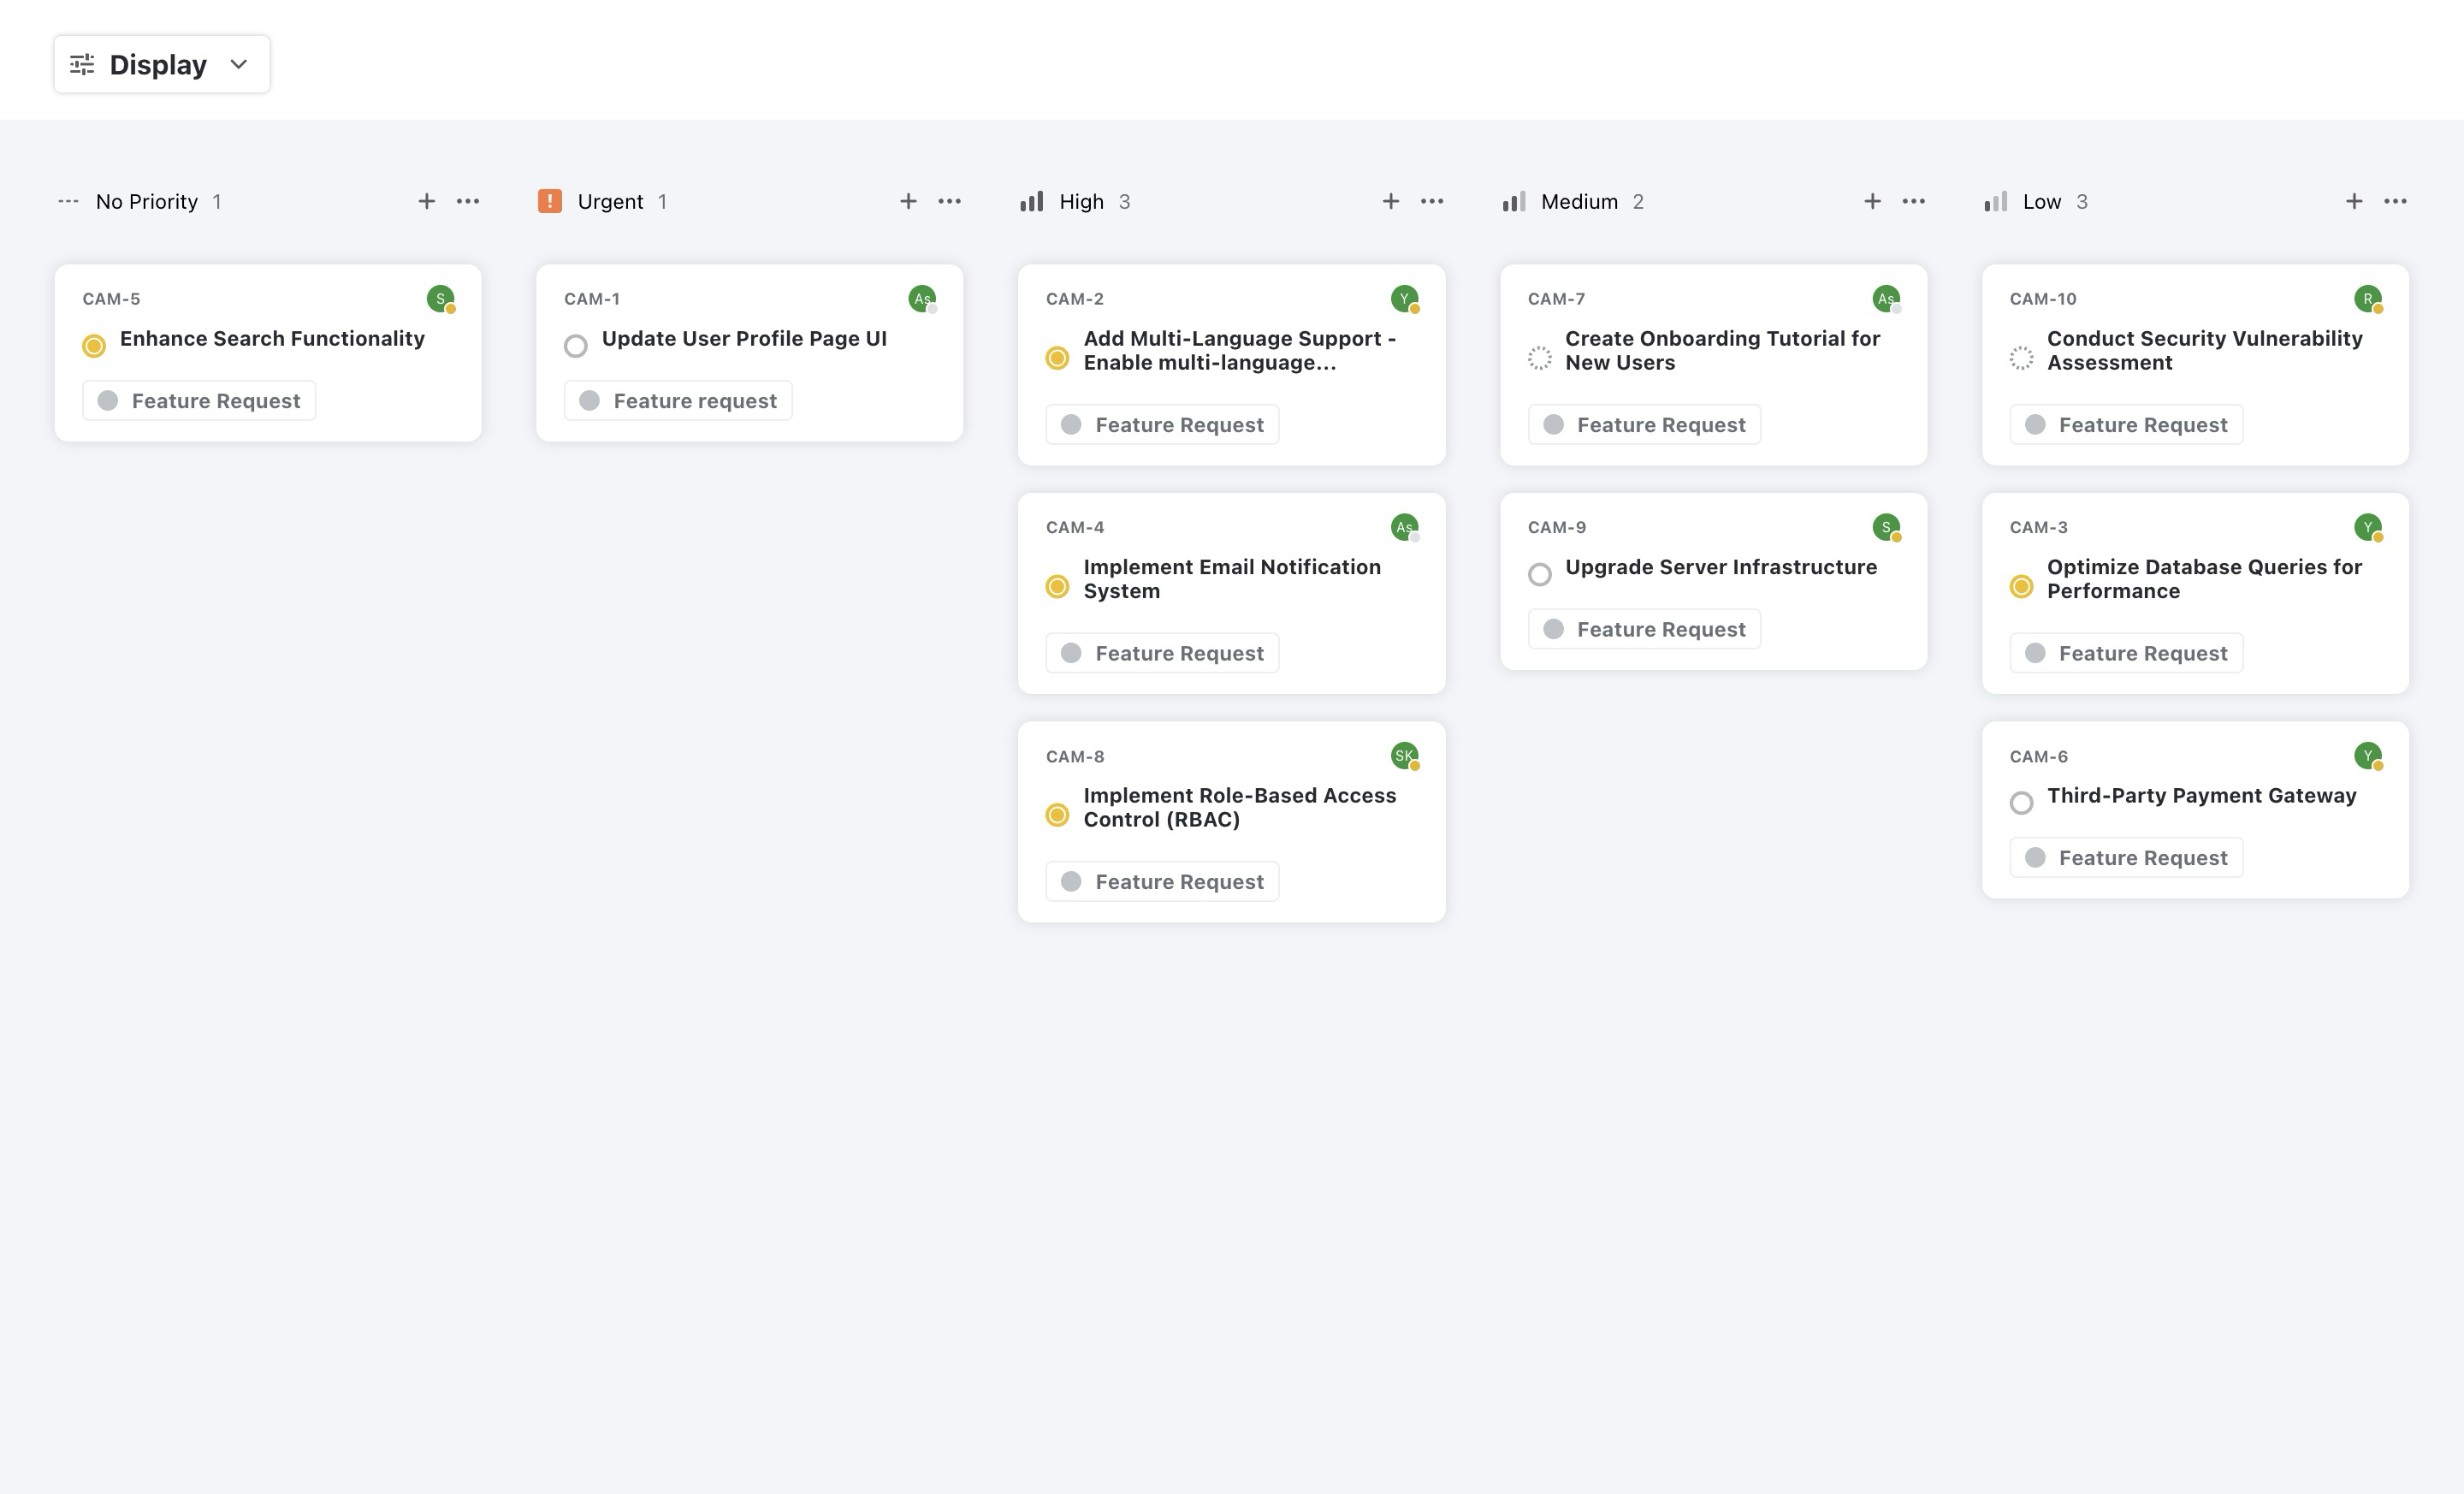 Display
No Priority 1
CAM-5
S
Enhance Search Functionality
Feature Request
Urgent 1
CAM-1
As
Update User Profile Page UI
Feature request
High 3
CAM-2
Y
Add Multi-Language Support -
Enable multi-language...
Feature Request
CAM-4
As
Implement Email Notification
System
Feature Request
CAM-8
SK
Implement Role-Based Access
Control (RBAC)
Feature Request
Medium 2
CAM-7
As
Create Onboarding Tutorial for
New Users
Feature Request
CAM-9
S
Upgrade Server Infrastructure
Feature Request
Low 3
CAM-10
R
Conduct Security Vulnerability
Assessment
Feature Request
CAM-3
Y
Optimize Database Queries for
Performance
Feature Request
CAM-6
Y
Third-Party Payment Gateway
Feature Request